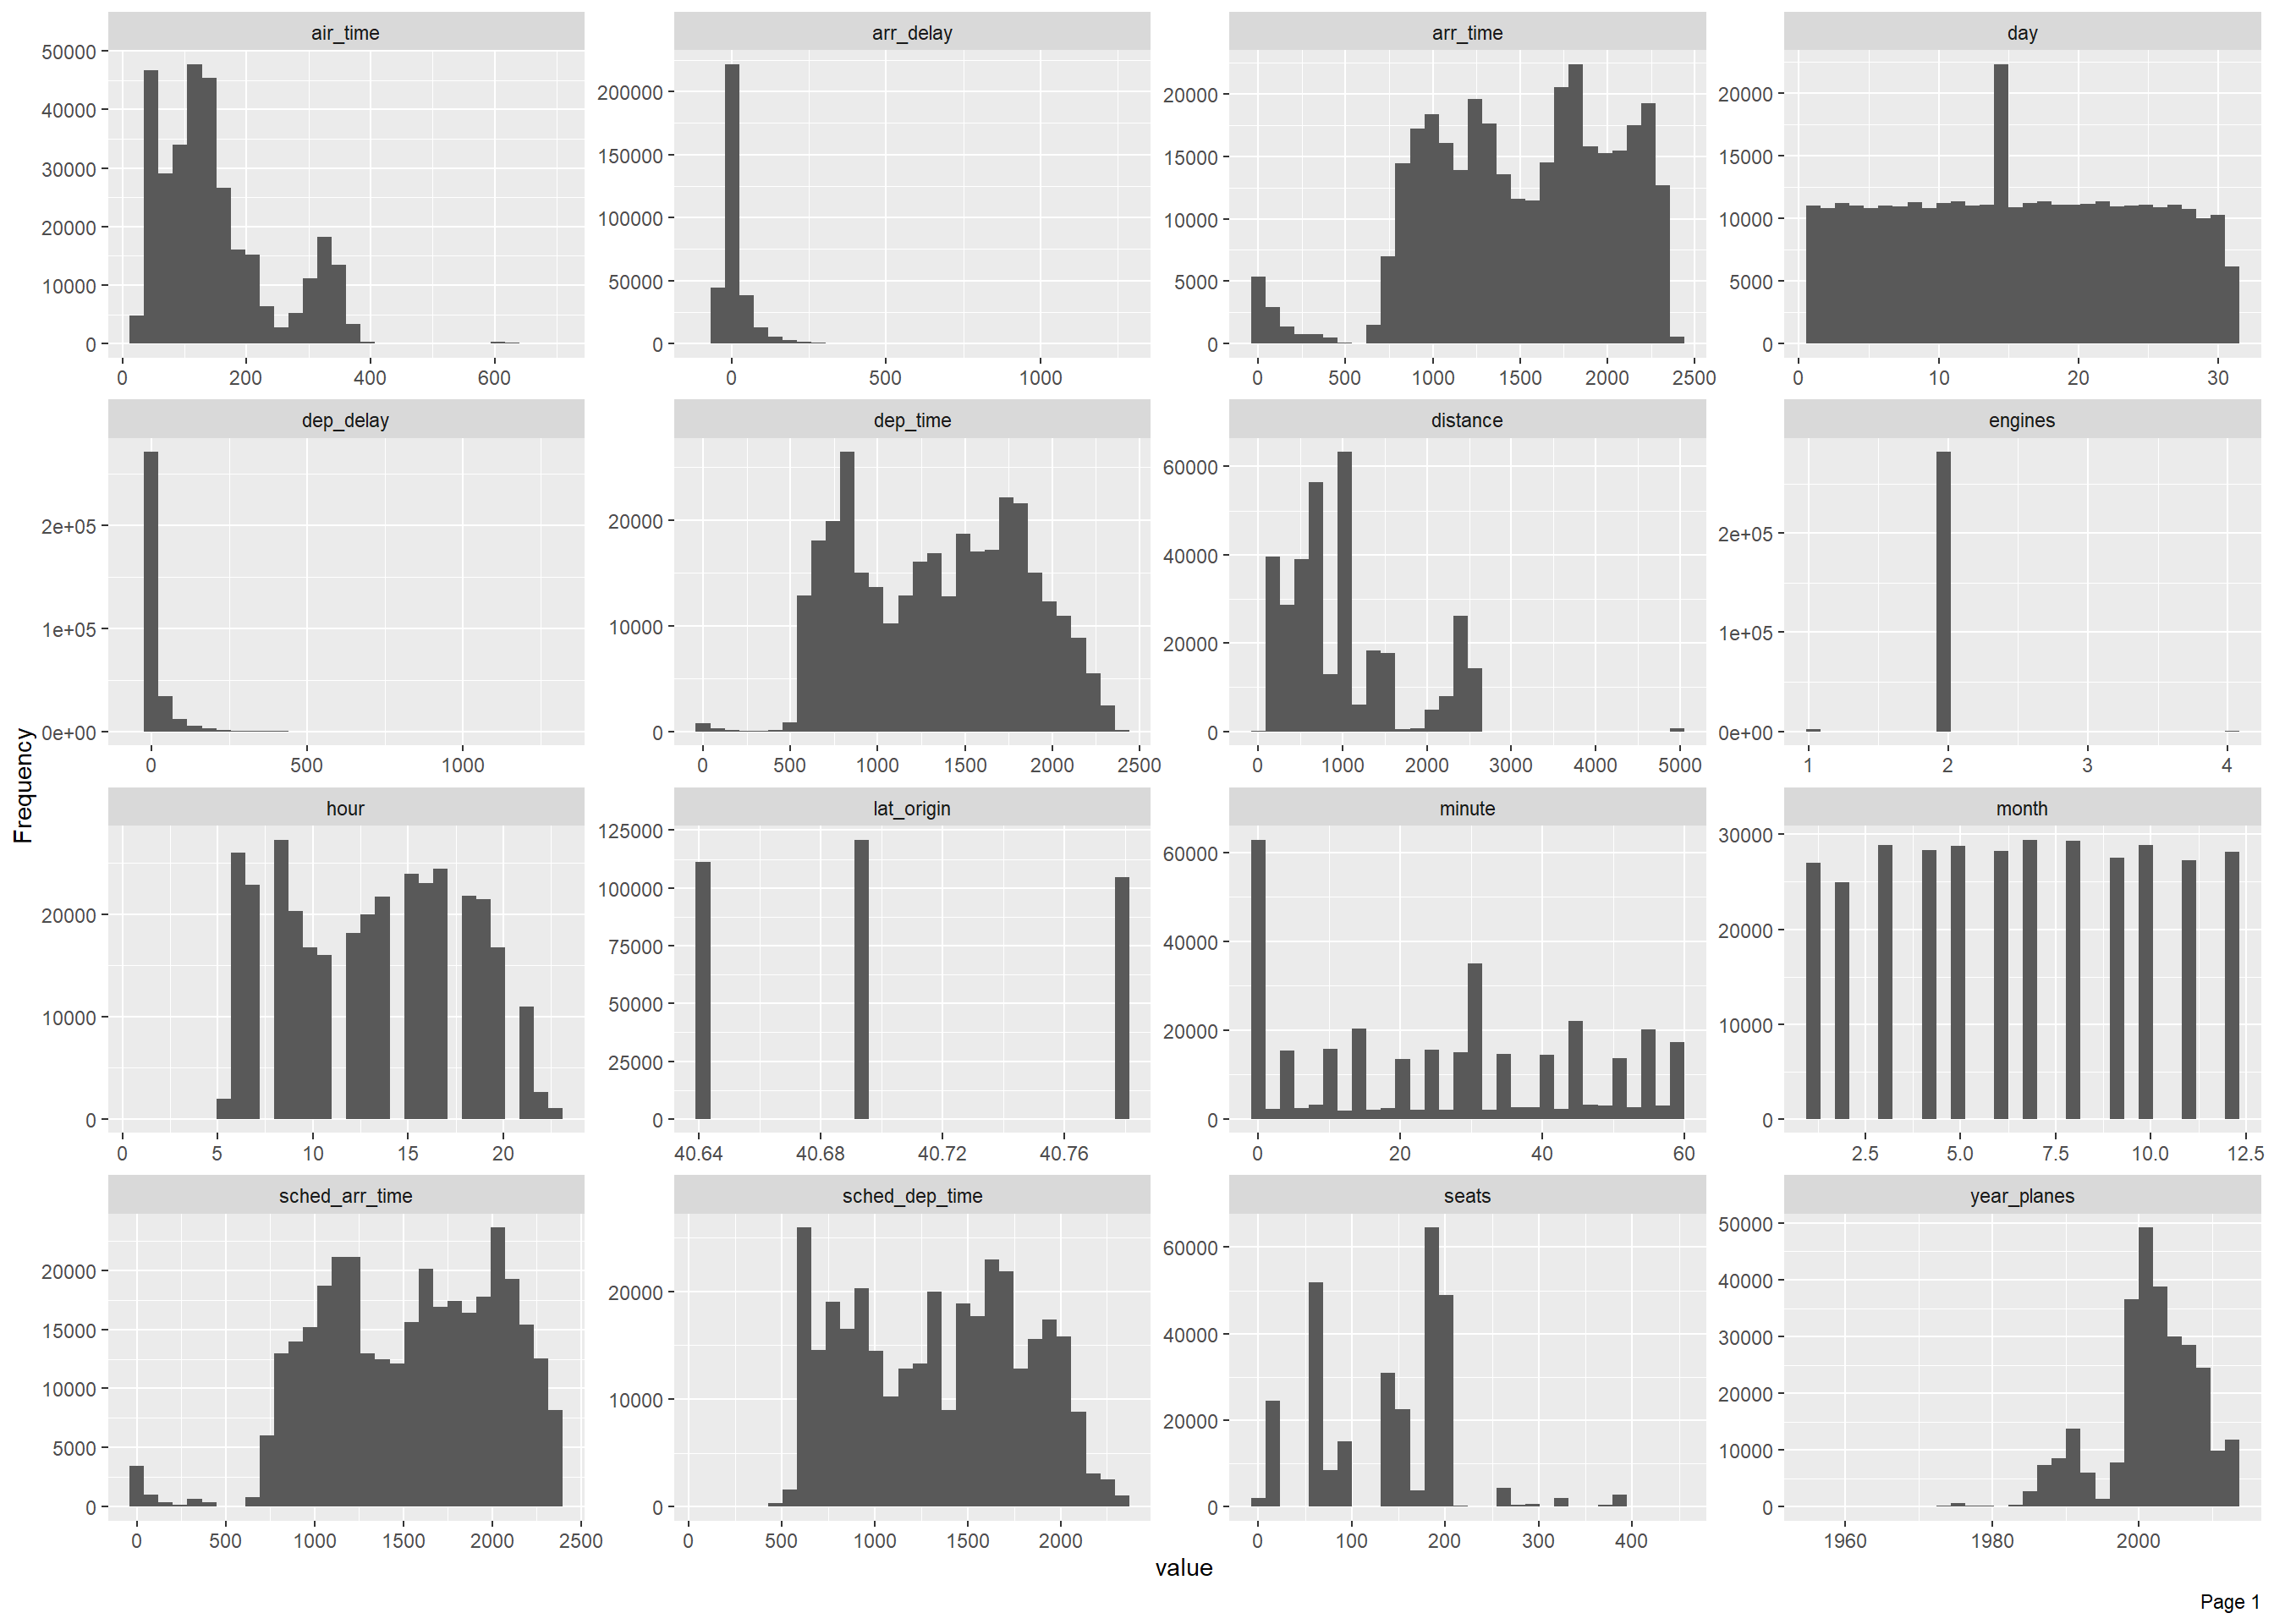 air_time arr_delay arr_time day
50000
40000
30000
20000
10000
0
0 200 400 600
200000
150000
100000
50000
0
0 500 1000
20000
15000
10000
5000
0
0 500 1000 1500 2000 2500
20000
15000
10000
5000
0
0 10 20 30
dep_delay dep_time distance engines
2e+05
1e+05
0e+00
0 500 1000
20000
10000
0
0 500 1000 1500 2000 2500
60000
40000
20000
0
0 1000 2000 3000 4000 5000
2e+05
1e+05
0e+00
1 2 3 4
hour lat_origin minute month
20000
10000
0
0 5 10 15 20
125000
100000
75000
50000
25000
0
40.64 40.68 40.72 40.76
60000
40000
20000
0
0 20 40 60
30000
20000
10000
0
2.5 5.0 7.5 10.0 12.5
sched_arr_time sched_dep_time seats year_planes
20000
15000
10000
5000
0
0 500 1000 1500 2000 2500
20000
10000
0
0 500 1000 1500 2000
60000
40000
20000
0
0 100 200 300 400
50000
40000
30000
20000
10000
0
1960 1980 2000
Frequency
value
Page 1